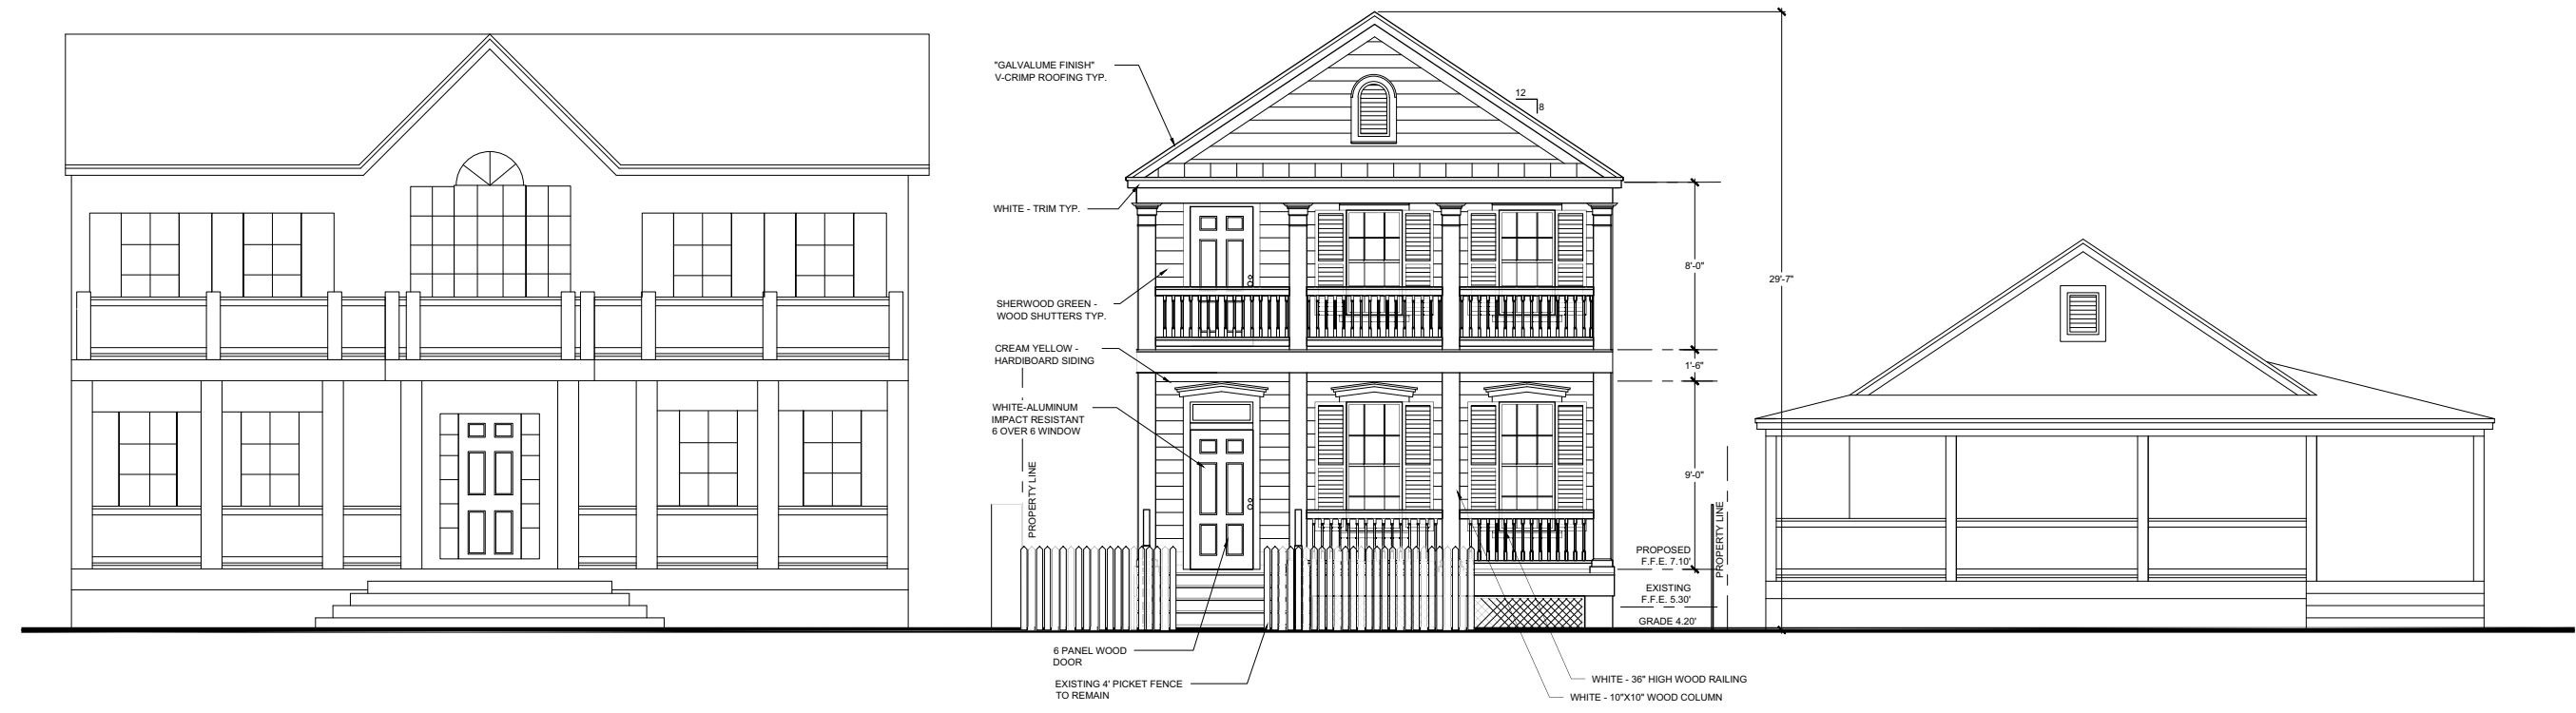 "GALVALUME FINISH"
V-CRIMP ROOFING TYP.
12
8
WHITE - TRIM TYP.
8'-0"
29'-7"
SHERWOOD GREEN -
WOOD SHUTTERS TYP.
CREAM YELLOW -
HARDIBOARD SIDING
1'-6"
WHITE-ALUMINUM
IMPACT RESISTANT
6 OVER 6 WINDOW
9'-0"
PROPERTY LINE
PROPERTY LINE
PROPOSED
F.F.E. 7.10'
EXISTING
F.F.E. 5.30'
GRADE 4.20'
6 PANEL WOOD
DOOR
EXISTING 4' PICKET FENCE
TO REMAIN
WHITE - 36" HIGH WOOD RAILING
WHITE - 10"X10" WOOD COLUMN